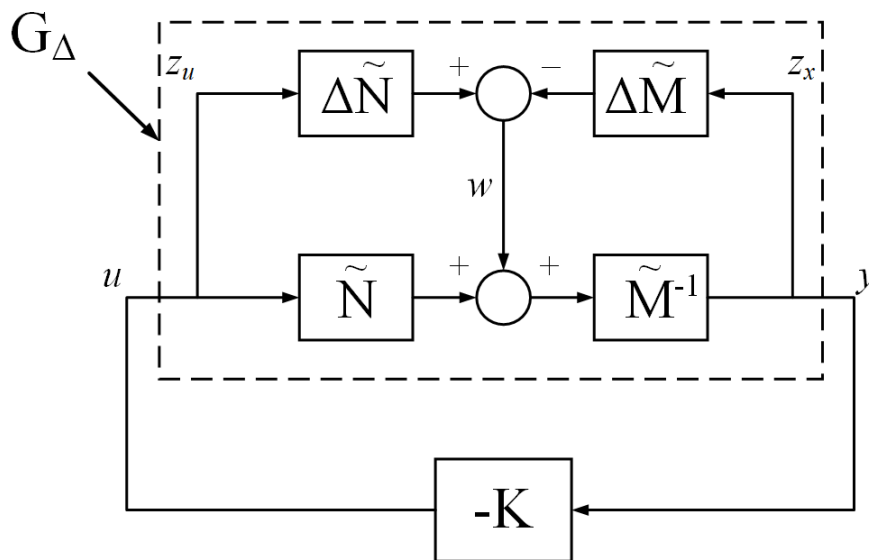 G_Δ
z_u
z_x
ΔÑ
+
−
ΔM̃
w
u
y
Ñ
+
+
M̃⁻¹
-K